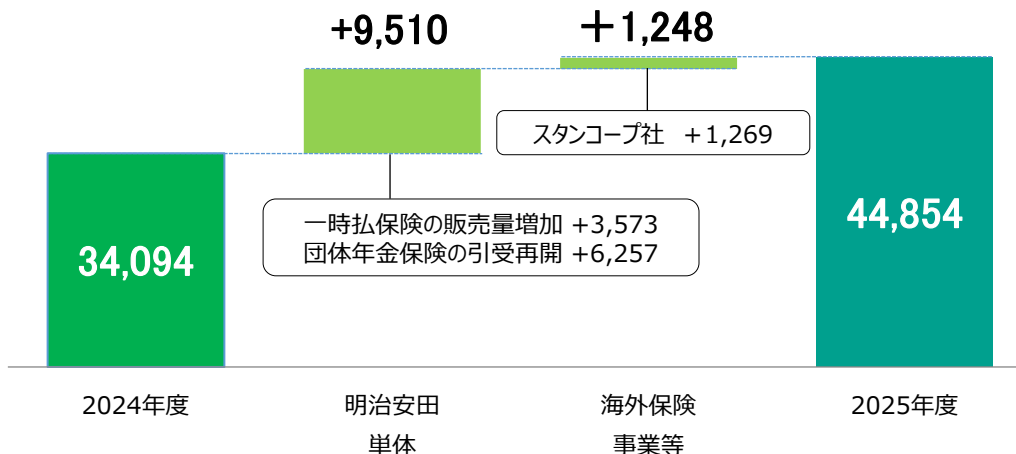 +9,510
＋1,248
スタンコープ社 ＋1,269
一時払保険の販売量増加 +3,573
団体年金保険の引受再開 +6,257
34,094
44,854
2024年度
明治安田
単体
海外保険
事業等
2025年度